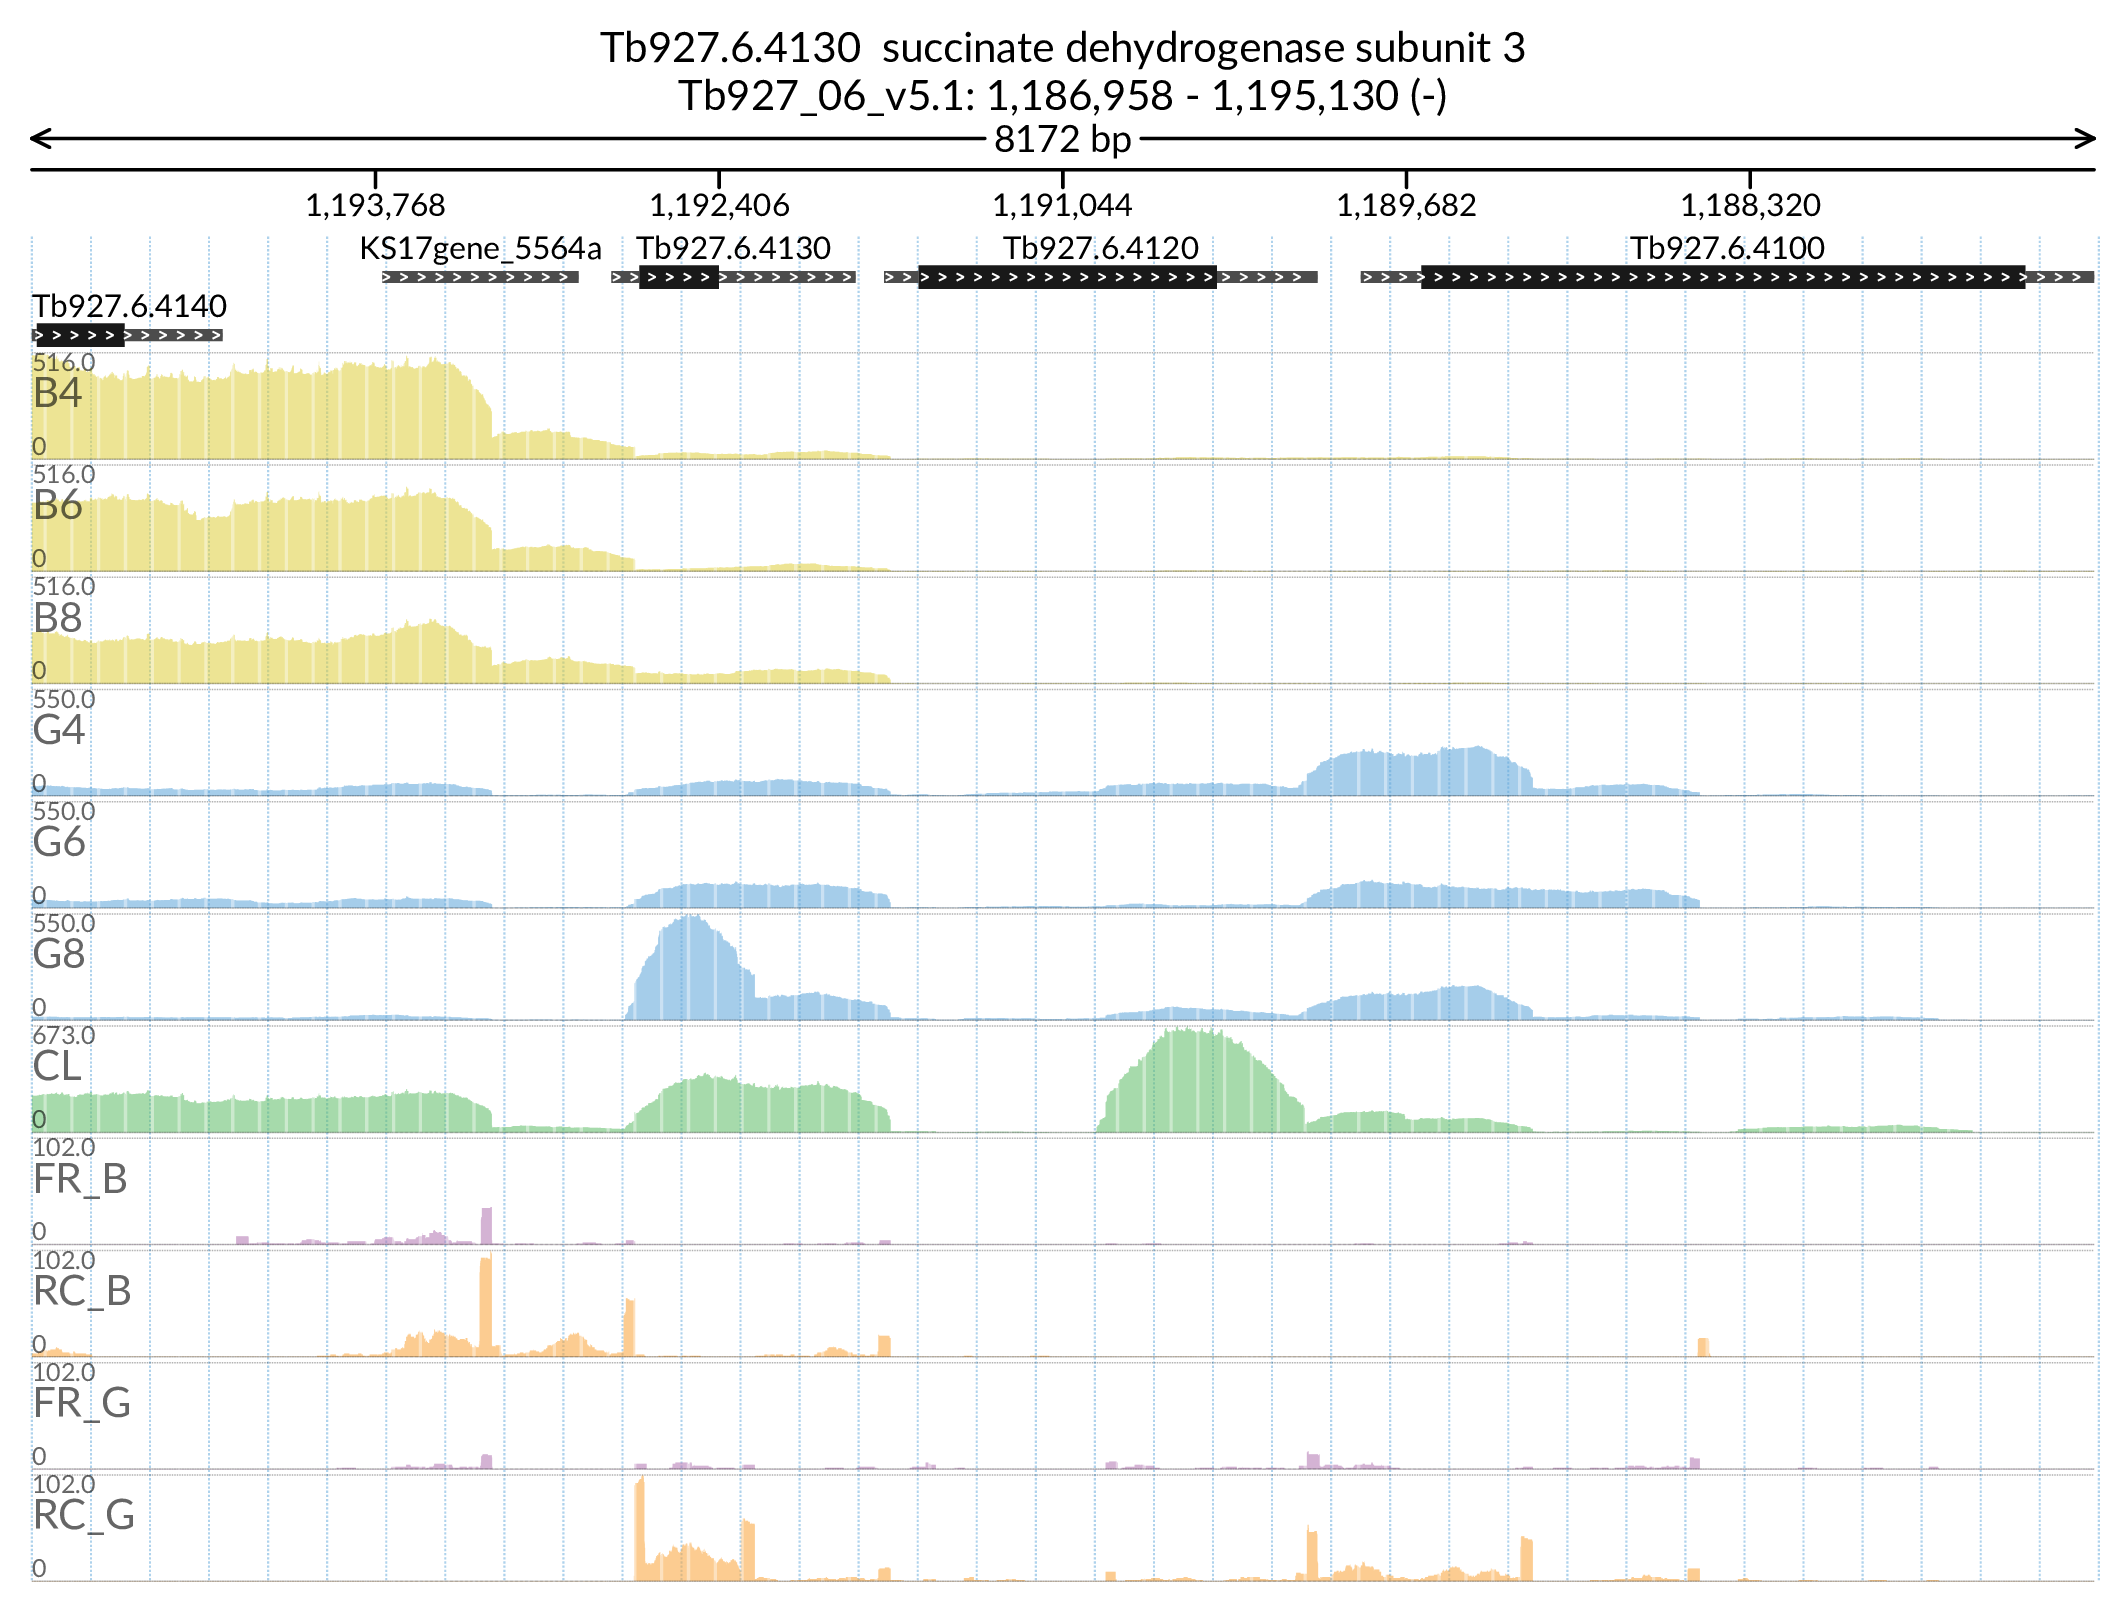 Tb927.6.4130  succinate dehydrogenase subunit 3
Tb927_06_v5.1: 1,186,958 - 1,195,130 (-)
8172 bp
1,193,768 1,192,406 1,191,044 1,189,682 1,188,320
KS17gene_5564a Tb927.6.4130 Tb927.6.4120 Tb927.6.4100
Tb927.6.4140
516.0
B4
0
516.0
B6
0
516.0
B8
0
550.0
G4
0
550.0
G6
0
550.0
G8
0
673.0
CL
0
102.0
FR_B
0
102.0
RC_B
0
102.0
FR_G
0
102.0
RC_G
0